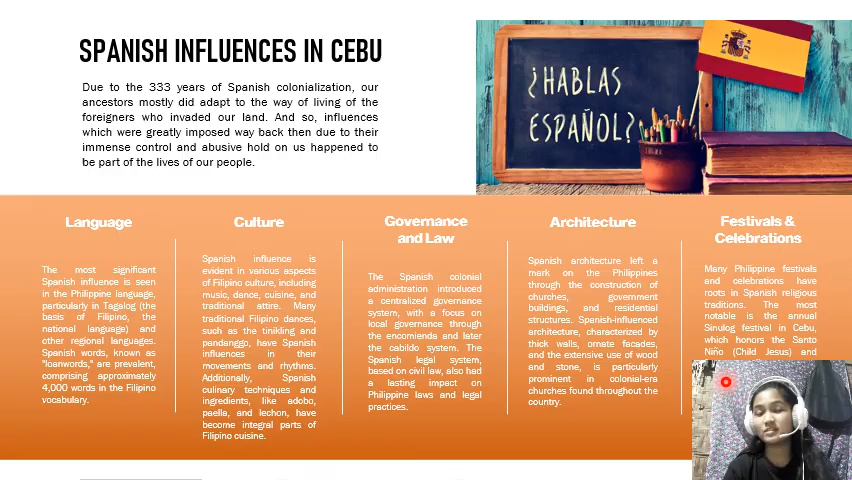 SPANISH INFLUENCES IN CEBU
Due to the 333 years of Spanish colonialization, our
ancestors mostly did adapt to the way of living of the
foreigners who invaded our land. And so, influences
which were greatly imposed way back then due to their
immense control and abusive hold on us happened to
be part of the lives of our people.
¿HABLAS
ESPAÑOL?
Language
The most significant
Spanish influence is seen
in the Philippine language,
particularly in Tagalog (the
basis of Filipino, the
national language) and
other regional languages.
Spanish words, known as
"loanwords," are prevalent,
comprising approximately
4,000 words in the Filipino
vocabulary.
Culture
Spanish influence is
evident in various aspects
of Filipino culture, including
music, dance, cuisine, and
traditional attire. Many
traditional Filipino dances,
such as the tinikling and
pandanggo, have Spanish
influences in their
movements and rhythms.
Additionally, Spanish
culinary techniques and
ingredients, like adobo,
paella, and lechon, have
become integral parts of
Filipino cuisine.
Governance
and Law
The Spanish colonial
administration introduced
a centralized governance
system, with a focus on
local governance through
the encomienda and later
the cabildo system. The
Spanish legal system,
based on civil law, also had
a lasting impact on
Philippine laws and legal
practices.
Architecture
Spanish architecture left a
mark on the Philippines
through the construction of
churches, government
buildings, and residential
structures. Spanish-influenced
architecture, characterized by
thick walls, ornate facades,
and the extensive use of wood
and stone, is particularly
prominent in colonial-era
churches found throughout the
country.
Festivals &
Celebrations
Many Philippine festivals
and celebrations have
roots in Spanish religious
traditions. The most
notable is the annual
Sinulog festival in Cebu,
which honors the Santo
Niño (Child Jesus) and